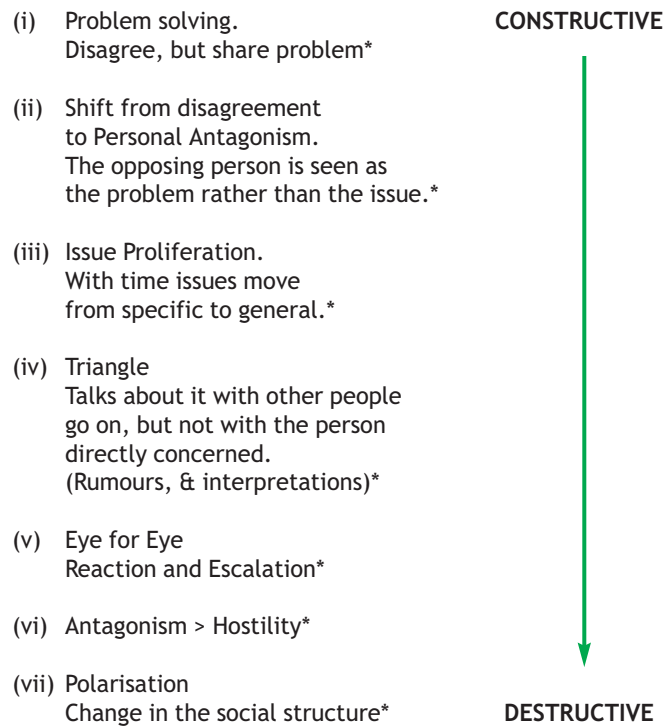 (i) Problem solving. CONSTRUCTIVE
Disagree, but share problem*
(ii) Shift from disagreement
to Personal Antagonism.
The opposing person is seen as
the problem rather than the issue.*
(iii) Issue Proliferation.
With time issues move
from specific to general.*
(iv) Triangle
Talks about it with other people
go on, but not with the person
directly concerned.
(Rumours, & interpretations)*
(v) Eye for Eye
Reaction and Escalation*
(vi) Antagonism > Hostility*
(vii) Polarisation
Change in the social structure* DESTRUCTIVE